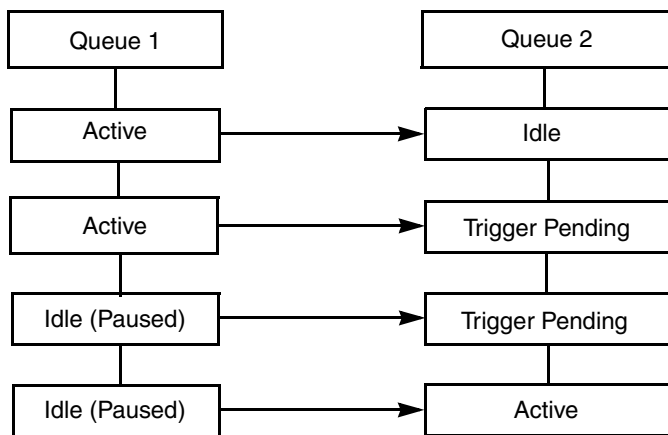 Queue 1
Queue 2
Active
Idle
Active
Trigger Pending
Idle (Paused)
Trigger Pending
Idle (Paused)
Active